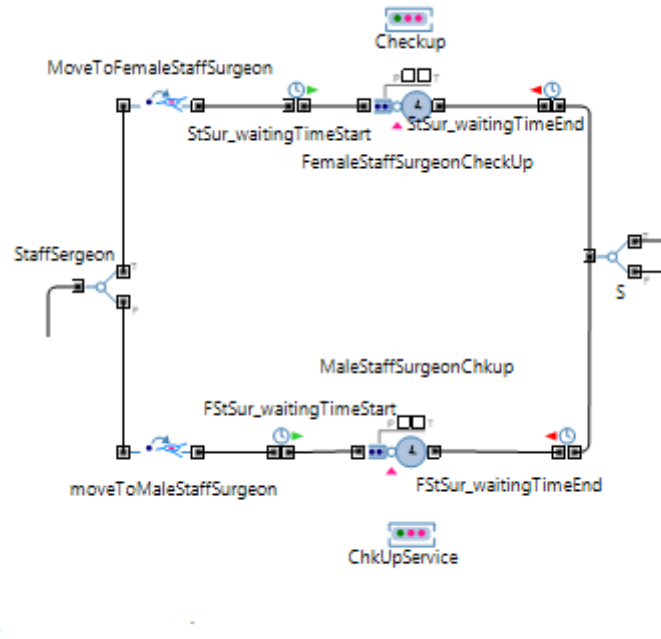 Checkup
MoveToFemaleStaffSurgeon
P T
StSur_waitingTimeStart
StSur_waitingTimeEnd
FemaleStaffSurgeonCheckUp
StaffSergeon
T
F
T
F
S
MaleStaffSurgeonChkup
FStSur_waitingTimeStart
P T
moveToMaleStaffSurgeon
FStSur_waitingTimeEnd
ChkUpService